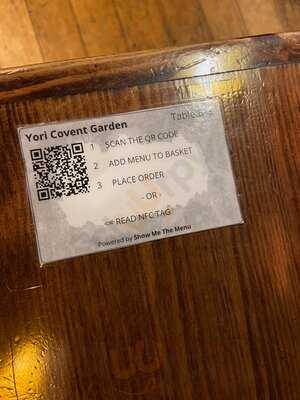 Yori Covent Garden
Table
1 SCAN THE QR CODE
2 ADD MENU TO BASKET
3 PLACE ORDER
- OR
OR READ NFC TAG
Powered by Show Me The Menu